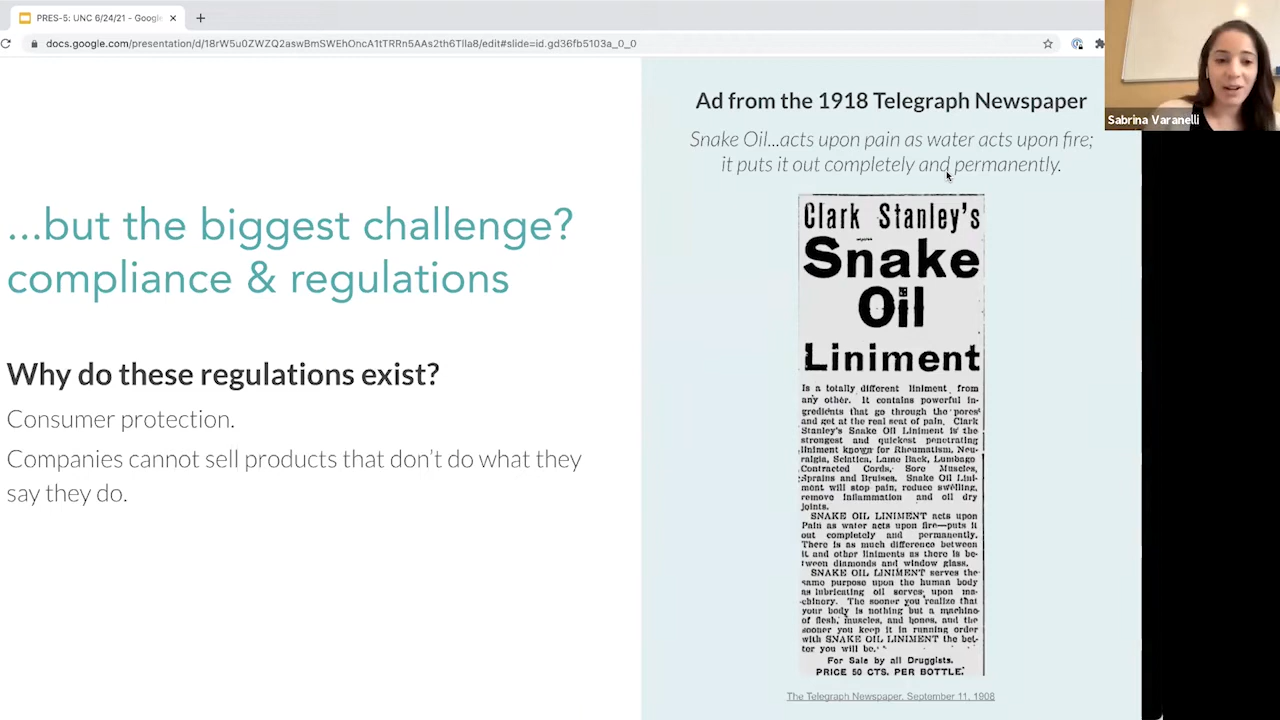 PRES-5: UNC 6/24/21 - Google
docs.google.com/presentation/d/18rW5u0ZWZQ2aswBmSWEhOncA1tTRRn5AAs2th6TlIa8/edit#slide=id.gd36fb5103a_0_0
Sabrina Varanelli
...but the biggest challenge?
compliance & regulations
Why do these regulations exist?
Consumer protection.
Companies cannot sell products that don't do what they
say they do.
Ad from the 1918 Telegraph Newspaper
Snake Oil...acts upon pain as water acts upon fire;
it puts it out completely and permanently.
Clark Stanley's
Snake
Oil
Liniment
Is a totally different liniment from
any other. It contains powerful in-
gredients that go through the pores
and get at the real seat of pain. Clark
Stanley's Snake Oil Liniment is the
strongest and quickest penetrating
liniment known for Rheumatism, Neu-
ralgia, Sciatica, Lame Back, Lumbago
Contracted Cords, Sore Muscles,
Sprains and Bruises. Snake Oil Lini-
ment will stop pain, reduce swelling,
remove inflammation and oil dry
joints.
SNAKE OIL LINIMENT acts upon
Pain as water acts upon fire—puts it
out completely and permanently.
There is as much difference between
it and other liniments as there is be-
tween diamonds and window glass.
SNAKE OIL LINIMENT serves the
same purpose upon the human body
as lubricating oil serves upon ma-
chinery. The sooner you realize that
your body is nothing but a machine
of flesh, muscles, and bones, and the
sooner you keep it in running order
with SNAKE OIL LINIMENT the bet-
ter you will be.
For Sale by all Druggists.
PRICE 50 CTS. PER BOTTLE.
The Telegraph Newspaper, September 11, 1908